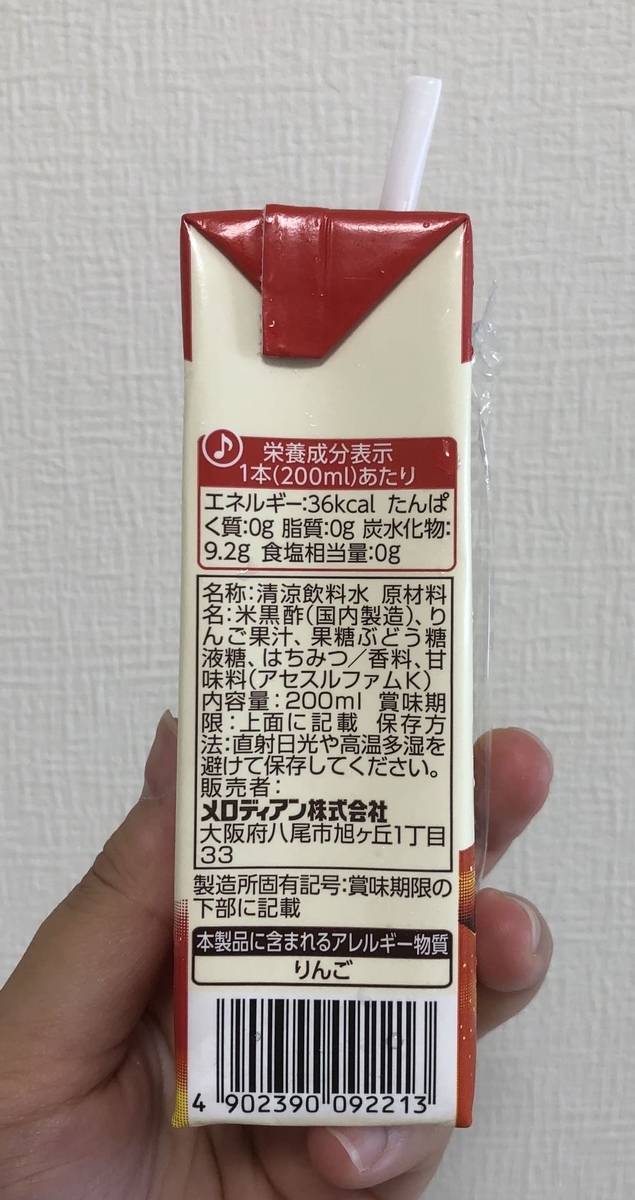 栄養成分表示
1本(200ml)あたり
エネルギー:36kcal たんぱ
く質:0g 脂質:0g 炭水化物:
9.2g 食塩相当量:0g
名称:清涼飲料水 原材料
名:米黒酢(国内製造)、り
んご果汁、果糖ぶどう糖
液糖、はちみつ/香料、甘
味料(アセスルファムK)
内容量:200ml 賞味期
限:上面に記載 保存方
法:直射日光や高温多湿を
避けて保存してください。
販売者:
メロディアン株式会社
大阪府八尾市旭ヶ丘1丁目
33
製造所固有記号:賞味期限の
下部に記載
本製品に含まれるアレルギー物質
りんご
4 902390 092213